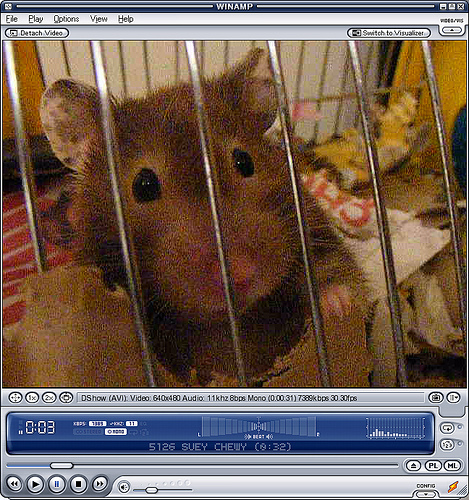 WINAMP
File Play Options View Help
VIDEO/VIS
Detach Video
Switch to Visualizer
1x 2x
DShow (AVI): Video: 640x480 Audio: 11khz 8bps Mono (0:00:31) 7389kbps 30.30fps
0:03
KBPS: KHZ: 11
MONO
L R
BEAT
5126 SUEY CHEWY (0:32)
PL ML
CONFIG